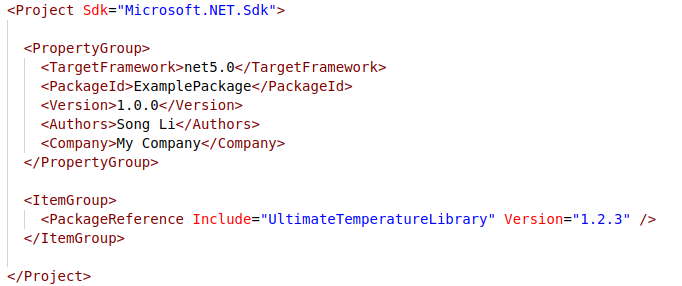 <Project Sdk="Microsoft.NET.Sdk">
<PropertyGroup>
<TargetFramework>net5.0</TargetFramework>
<PackageId>ExamplePackage</PackageId>
<Version>1.0.0</Version>
<Authors>Song Li</Authors>
<Company>My Company</Company>
</PropertyGroup>
<ItemGroup>
<PackageReference Include="UltimateTemperatureLibrary" Version="1.2.3" />
</ItemGroup>
</Project>